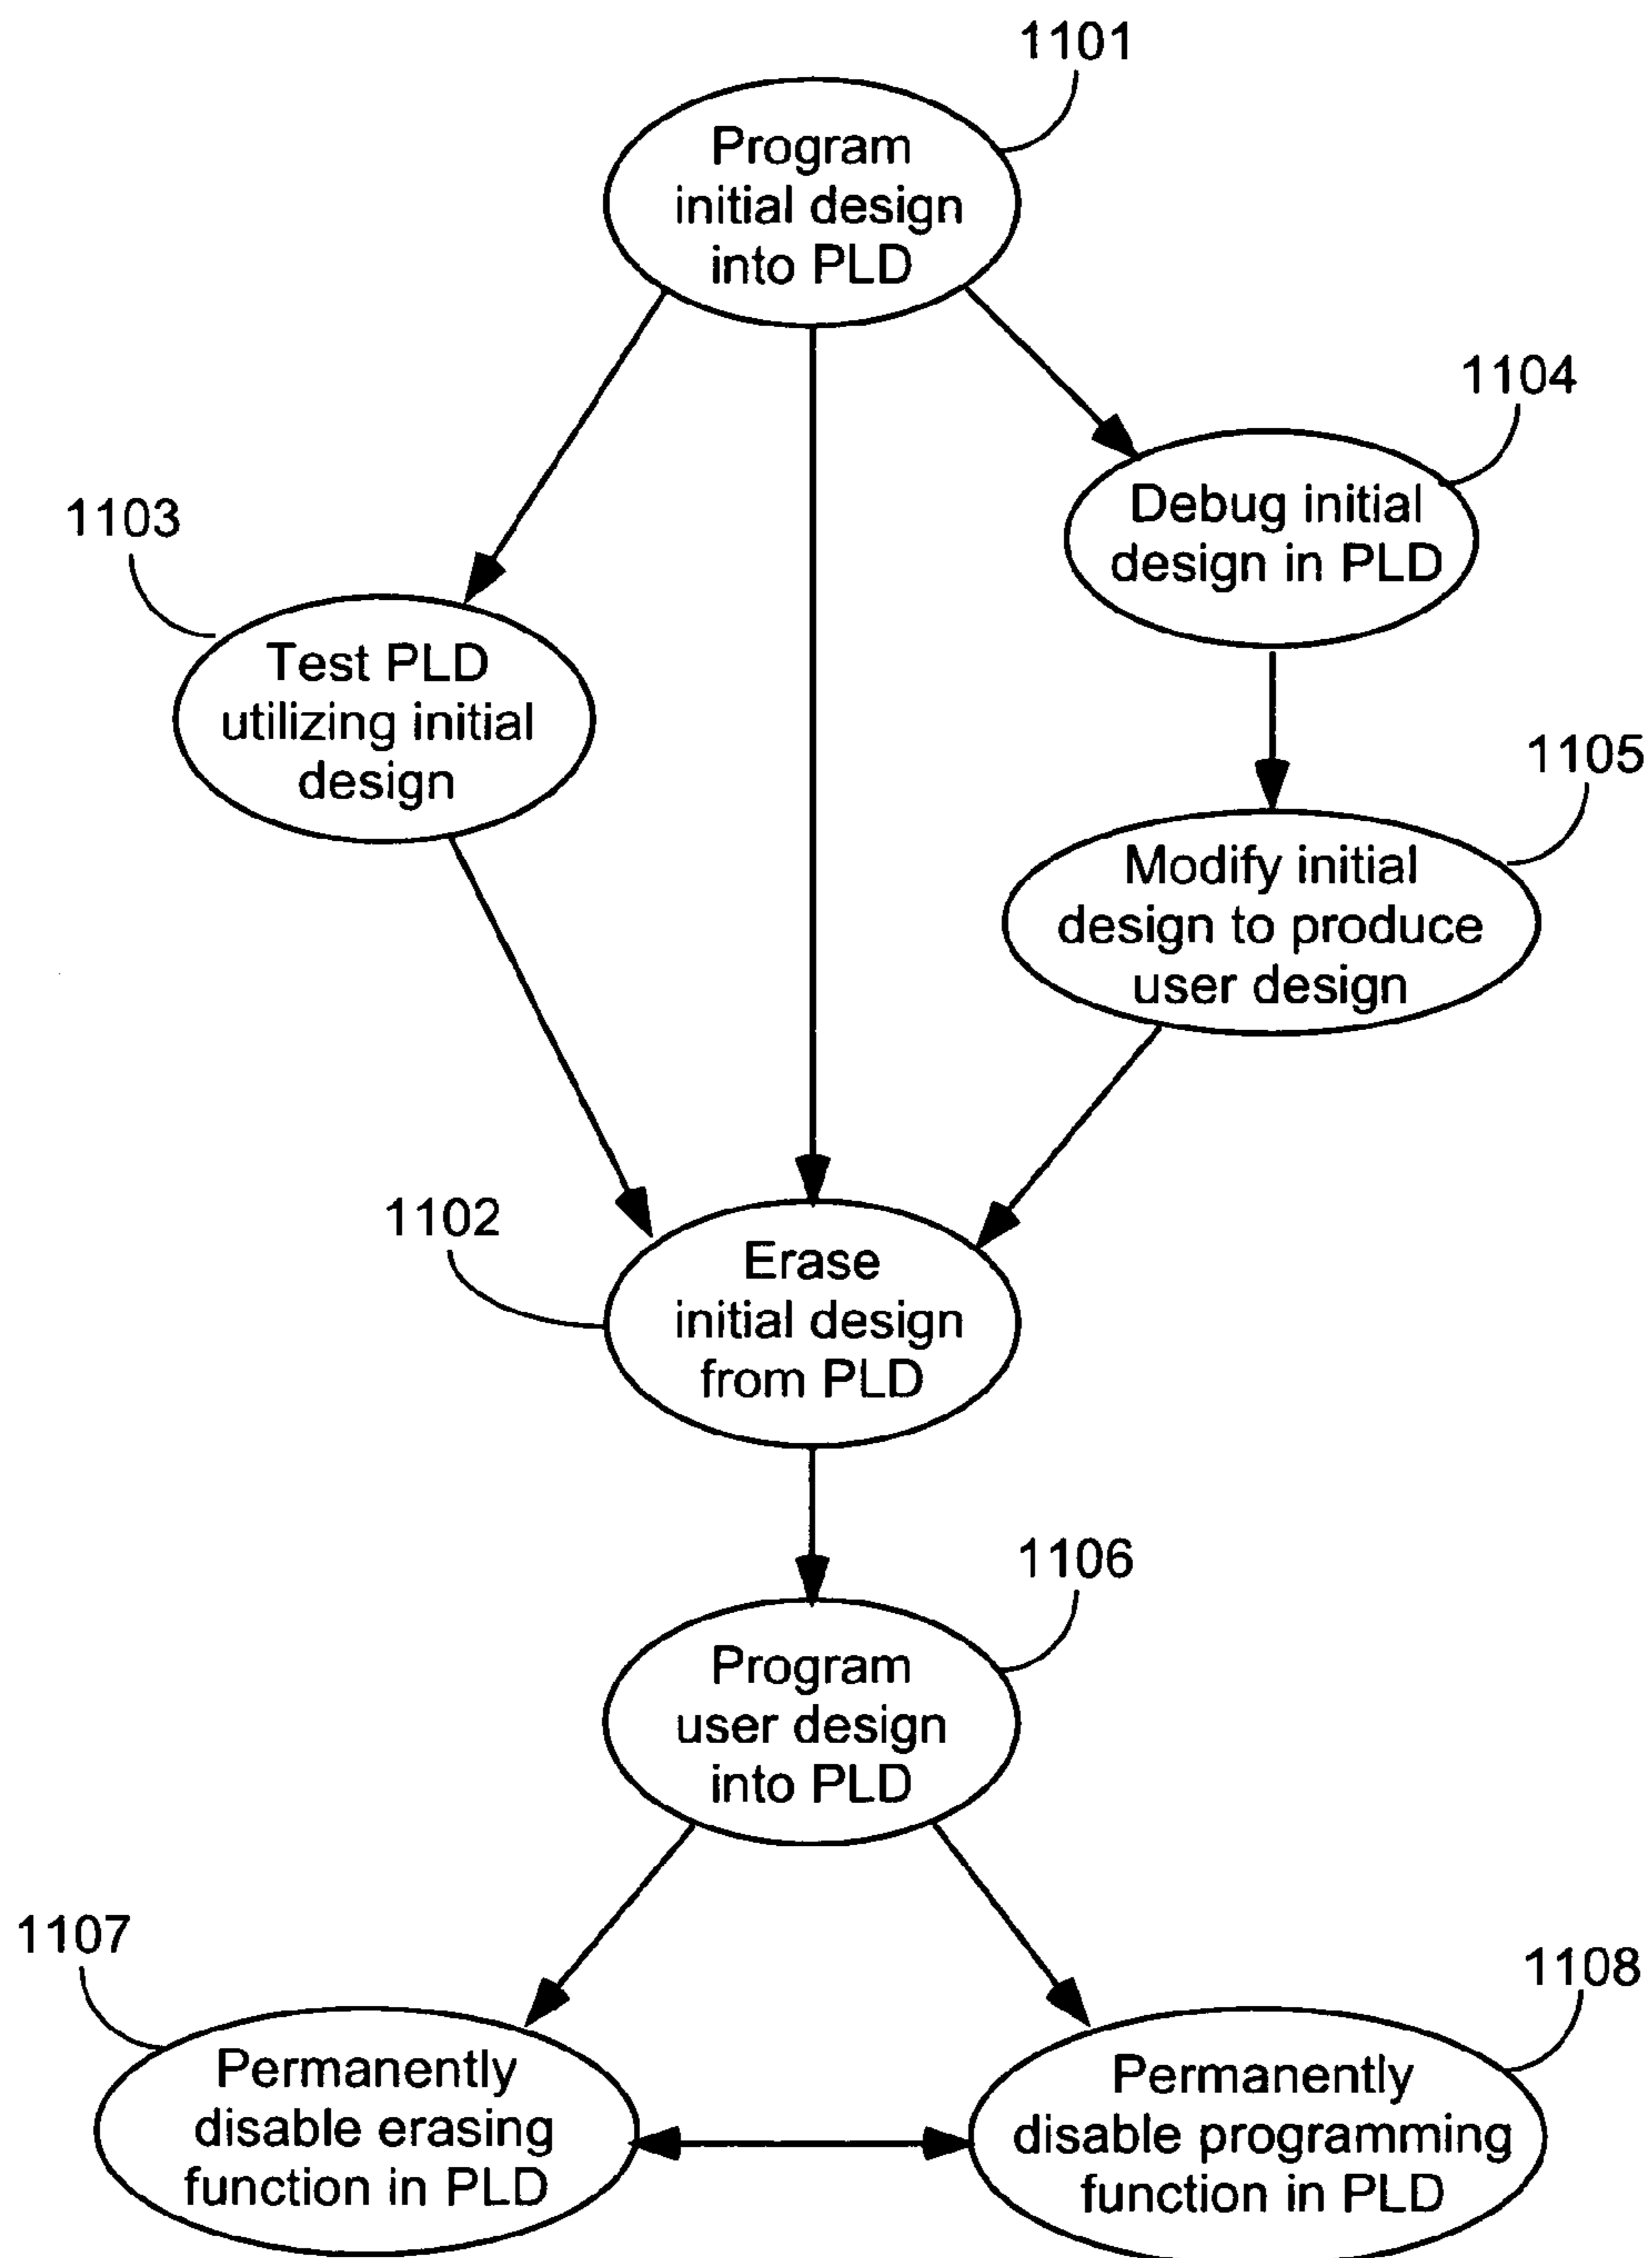 1101
Program
initial design
into PLD
1104
Debug initial
design in PLD
1103
Test PLD
utilizing initial
design
1105
Modify initial
design to produce
user design
1102
Erase
initial design
from PLD
1106
Program
user design
into PLD
1107
Permanently
disable erasing
function in PLD
1108
Permanently
disable programming
function in PLD